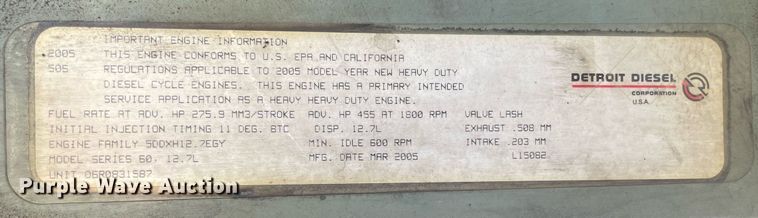 IMPORTANT ENGINE INFORMATION
2005 THIS ENGINE CONFORMS TO U.S. EPA AND CALIFORNIA
505 REGULATIONS APPLICABLE TO 2005 MODEL YEAR NEW HEAVY DUTY
DIESEL CYCLE ENGINES. THIS ENGINE HAS A PRIMARY INTENDED
SERVICE APPLICATION AS A HEAVY HEAVY DUTY ENGINE.
DETROIT DIESEL
CORPORATION
U.S.A.
FUEL RATE AT ADV. HP 275.9 MM3/STROKE ADV. HP 455 AT 1800 RPM VALVE LASH
INITIAL INJECTION TIMING 11 DEG. BTC DISP. 12.7L EXHAUST .508 MM
ENGINE FAMILY 5DDXH12.7EGY MIN. IDLE 600 RPM INTAKE .203 MM
MODEL SERIES 60, 12.7L MFG. DATE MAR 2005 L15082
UNIT 06R0831587
Purple Wave Auction